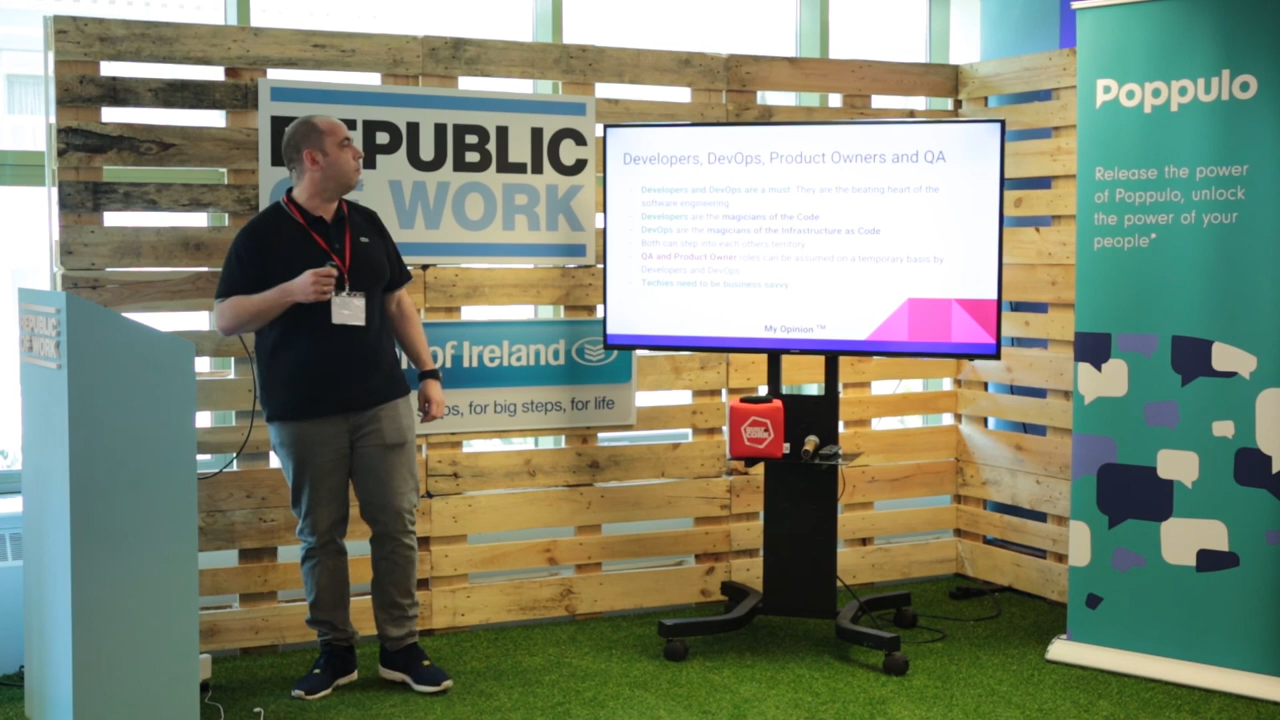 REPUBLIC
OF WORK
REPUBLIC
WORK
of Ireland
for big steps, for life
Developers, DevOps, Product Owners and QA
Developers and DevOps are a must. They are the beating heart of the
software engineering
Developers are the magicians of the Code
DevOps are the magicians of the Infrastructure as Code
Both can step into each others territory
QA and Product Owner roles can be assumed on a temporary basis by
Developers and DevOps
Techies need to be business savvy
My Opinion ™
BUILT
CORK
Poppulo
Release the power
of Poppulo, unlock
the power of your
people*